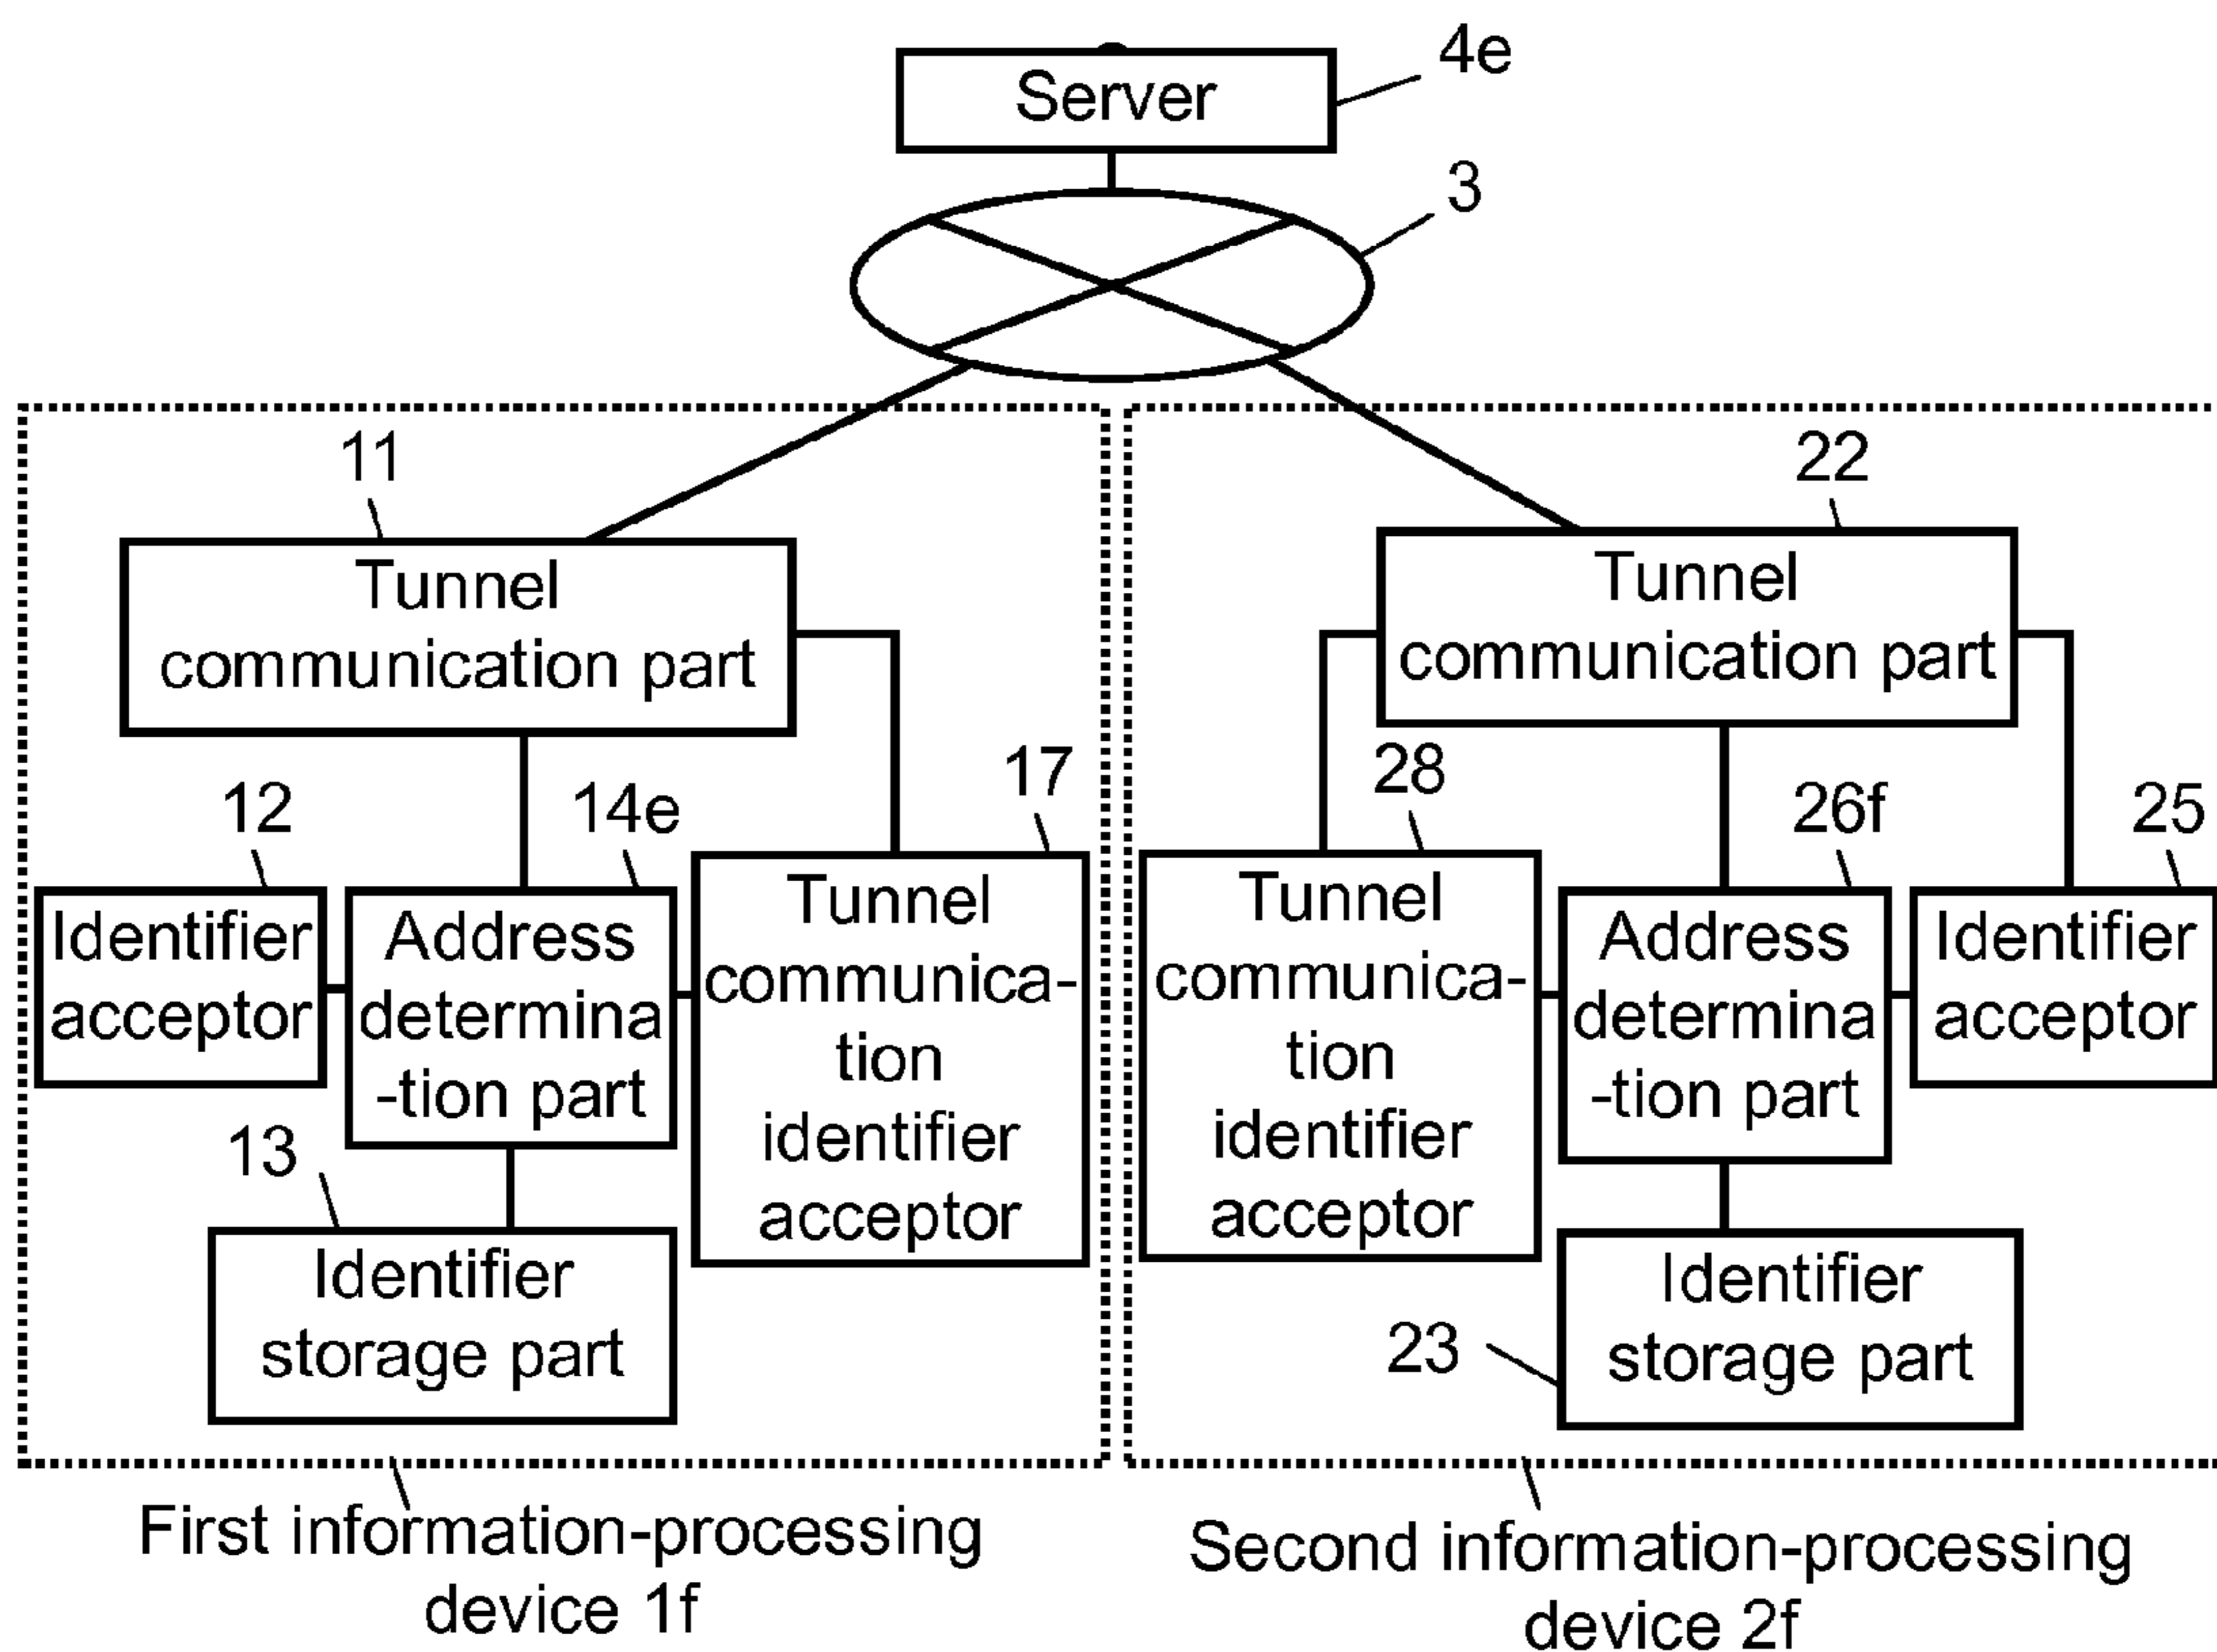 4e
Server
3
11
Tunnel
communication part
22
Tunnel
communication part
12
14e
17
28
26f
25
Identifier
acceptor
Address
determina
-tion part
Tunnel
communica-
tion
identifier
acceptor
Tunnel
communica-
tion
identifier
acceptor
Address
determina
-tion part
Identifier
acceptor
13
Identifier
storage part
23
Identifier
storage part
First information-processing
device 1f
Second information-processing
device 2f